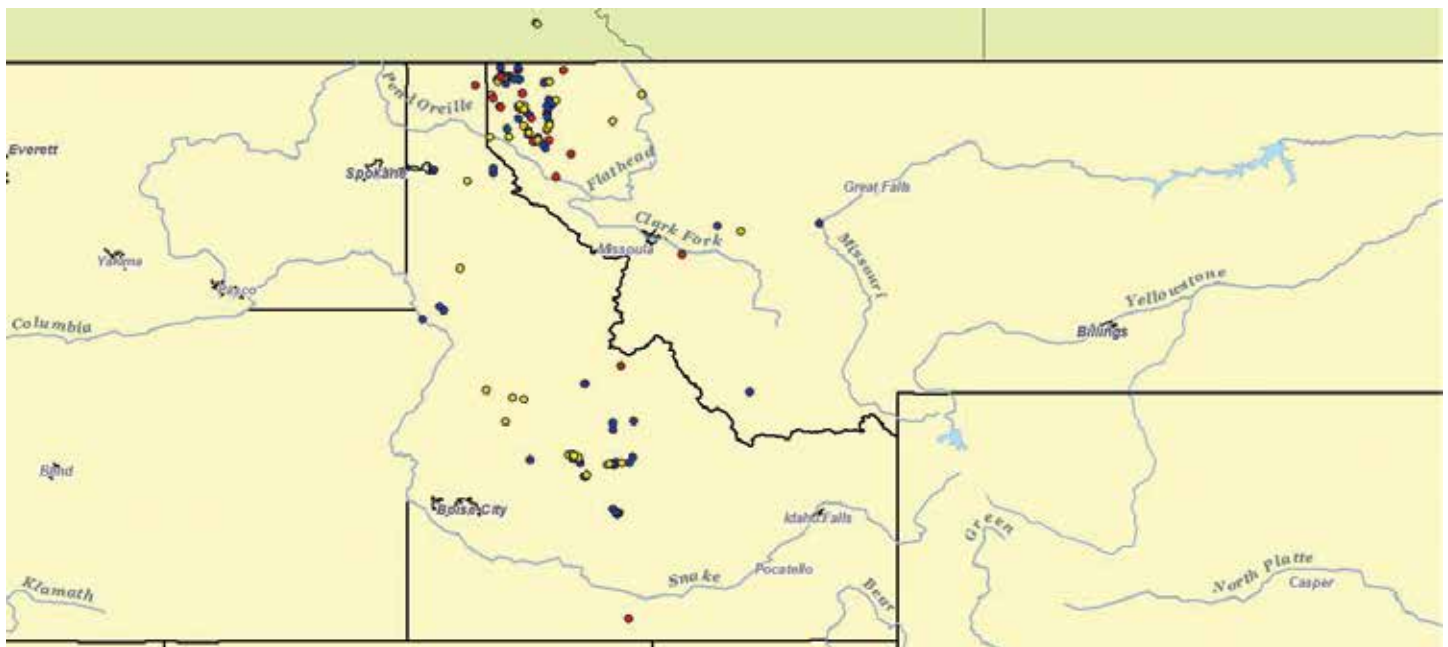 Pend Oreille
Everett
Spokane
Flathead
Great Falls
Clark Fork
Missoula
Missouri
Yakima
Pasco
Yellowstone
Columbia
Billings
Bend
Boise City
Idaho Falls
Green
Klamath
Snake
Pocatello
Bear
North Platte
Casper